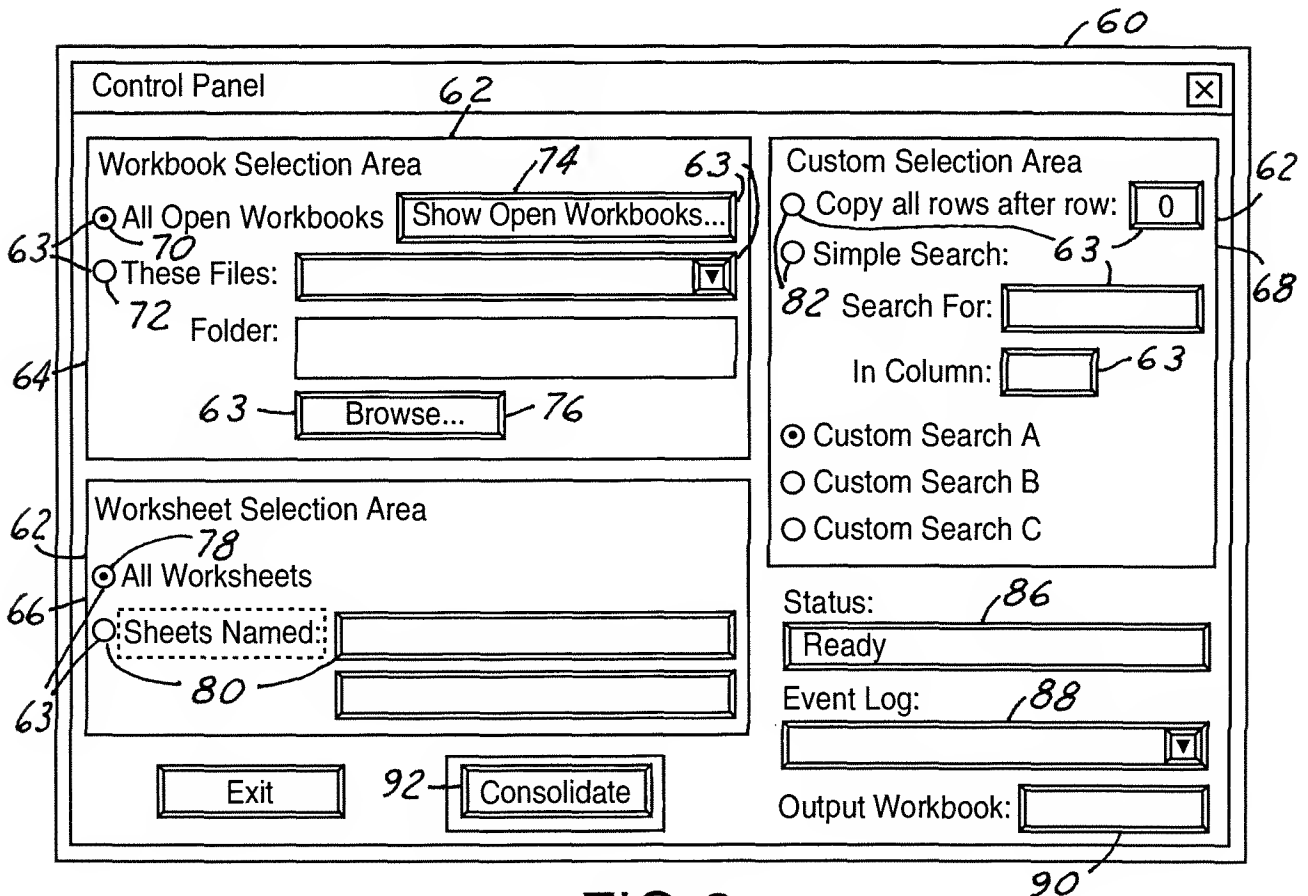 60
Control Panel
62
Workbook Selection Area
74
63
All Open Workbooks
Show Open Workbooks...
63
70
These Files:
72
Folder:
64
63
Browse...
76
Worksheet Selection Area
62
78
All Worksheets
66
Sheets Named:
80
63
Exit
92
Consolidate
Custom Selection Area
62
Copy all rows after row:
0
Simple Search:
63
68
82
Search For:
In Column:
63
Custom Search A
Custom Search B
Custom Search C
Status:
86
Ready
Event Log:
88
Output Workbook:
90